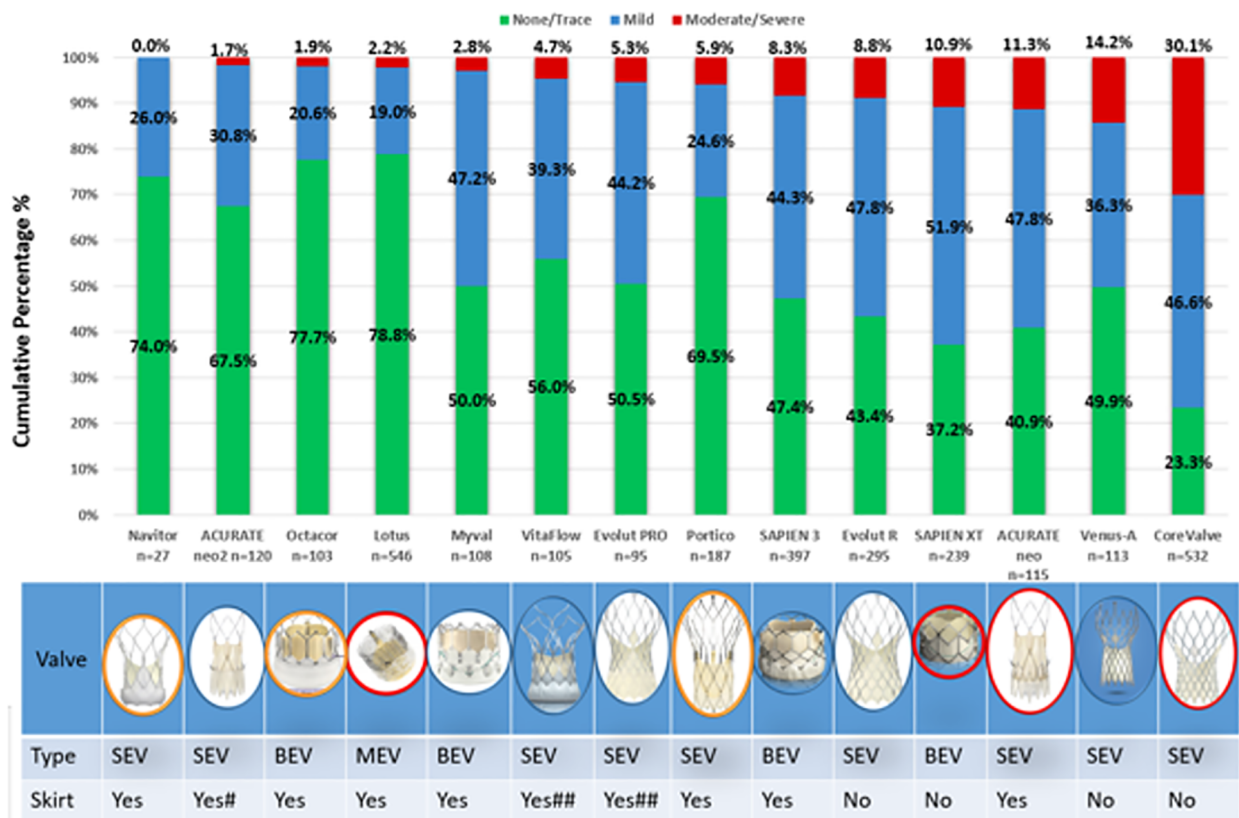 None/Trace Mild Moderate/Severe
0.0% 1.7% 1.9% 2.2% 2.8% 4.7% 5.3% 5.9% 8.3% 8.8% 10.9% 11.3% 14.2% 30.1%
Cumulative Percentage %
100%
90%
80%
70%
60%
50%
40%
30%
20%
10%
0%
26.0% 30.8% 20.6% 19.0% 47.2% 39.3% 44.2% 24.6% 44.3% 47.8% 51.9% 47.8% 36.3% 46.6%
74.0% 67.5% 77.7% 78.8% 50.0% 56.0% 50.5% 69.5% 47.4% 43.4% 37.2% 40.9% 49.9% 23.3%
Navitor ACURATE Octacor Lotus Myval VitaFlow Evolut PRO Portico SAPIEN 3 Evolut R SAPIEN XT ACURATE Venus-A CoreValve
n=27 neo2 n=120 n=103 n=546 n=108 n=105 n=95 n=187 n=397 n=295 n=239 neo n=113 n=532
n=115
Valve
Type SEV SEV BEV MEV BEV SEV SEV SEV BEV SEV BEV SEV SEV SEV
Skirt Yes Yes# Yes Yes Yes Yes## Yes## Yes Yes No No Yes No No